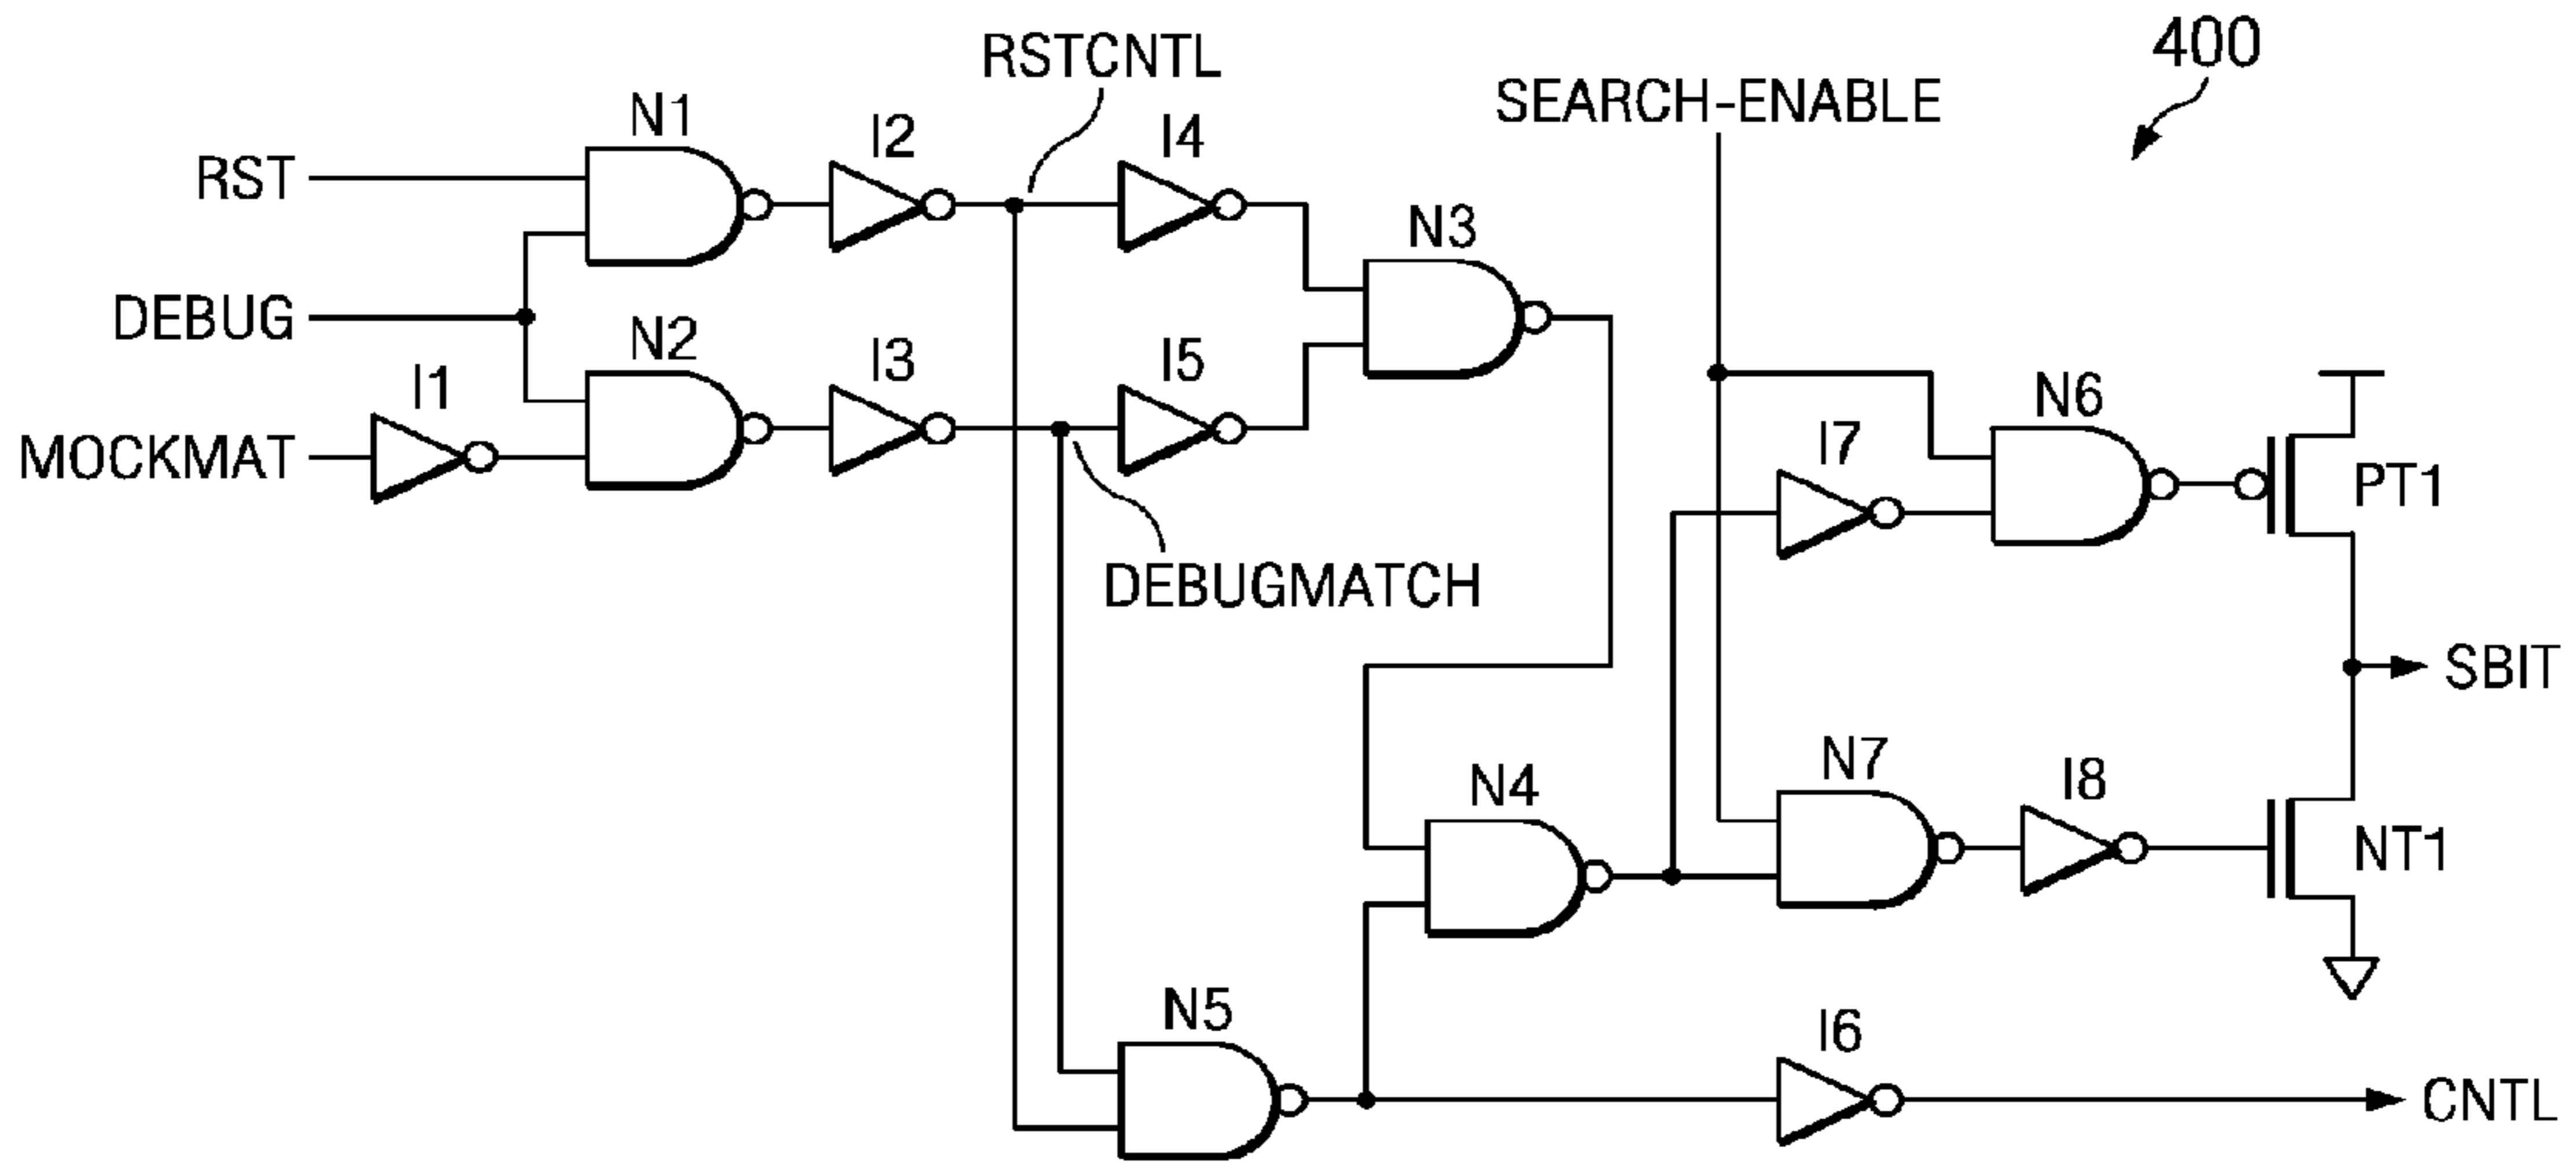 400
RSTCNTL
SEARCH-ENABLE
N1
I2
I4
RST
N3
DEBUG
N2
I3
I5
I1
MOCKMAT
N6
I7
PT1
DEBUGMATCH
SBIT
N4
N7
I8
NT1
N5
I6
CNTL